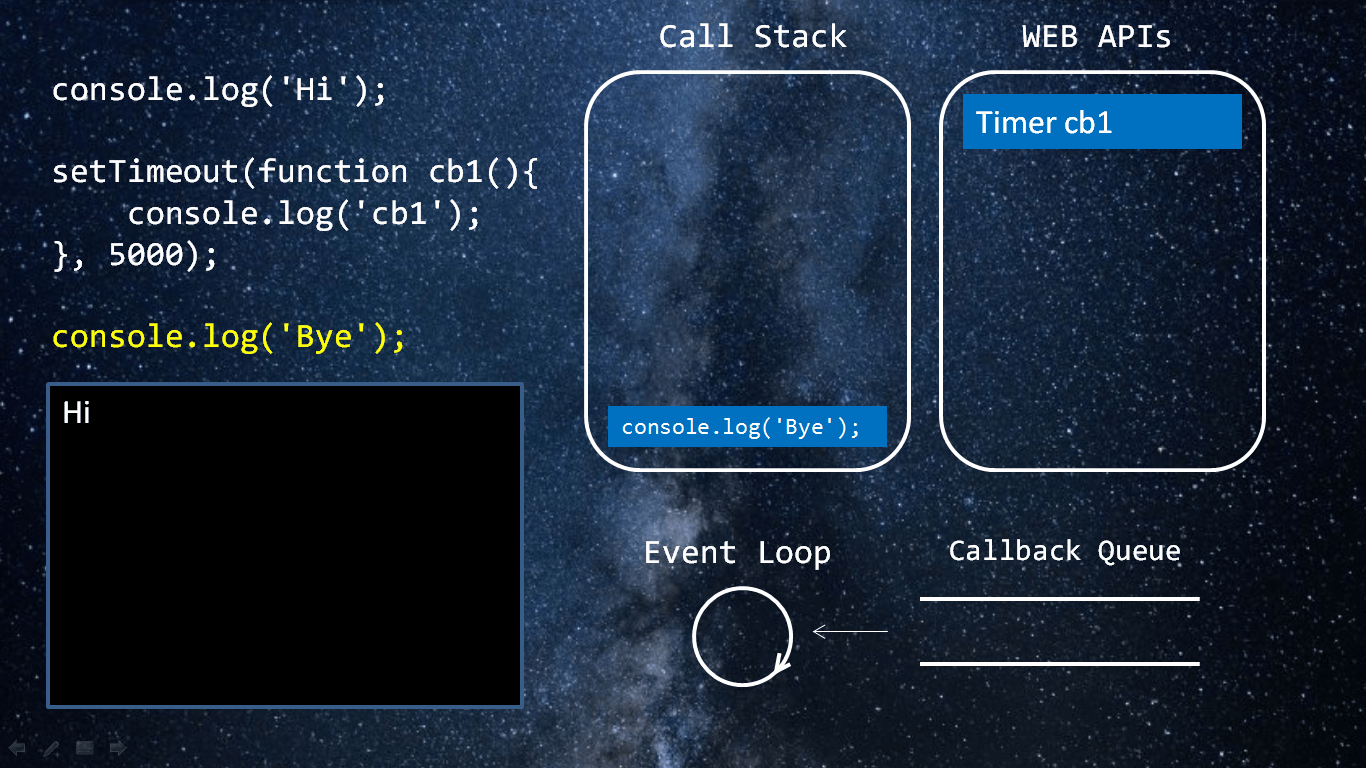 console.log('Hi');
setTimeout(function cb1(){
    console.log('cb1');
}, 5000);
console.log('Bye');
Hi
Call Stack
console.log('Bye');
WEB APIs
Timer cb1
Event Loop
Callback Queue